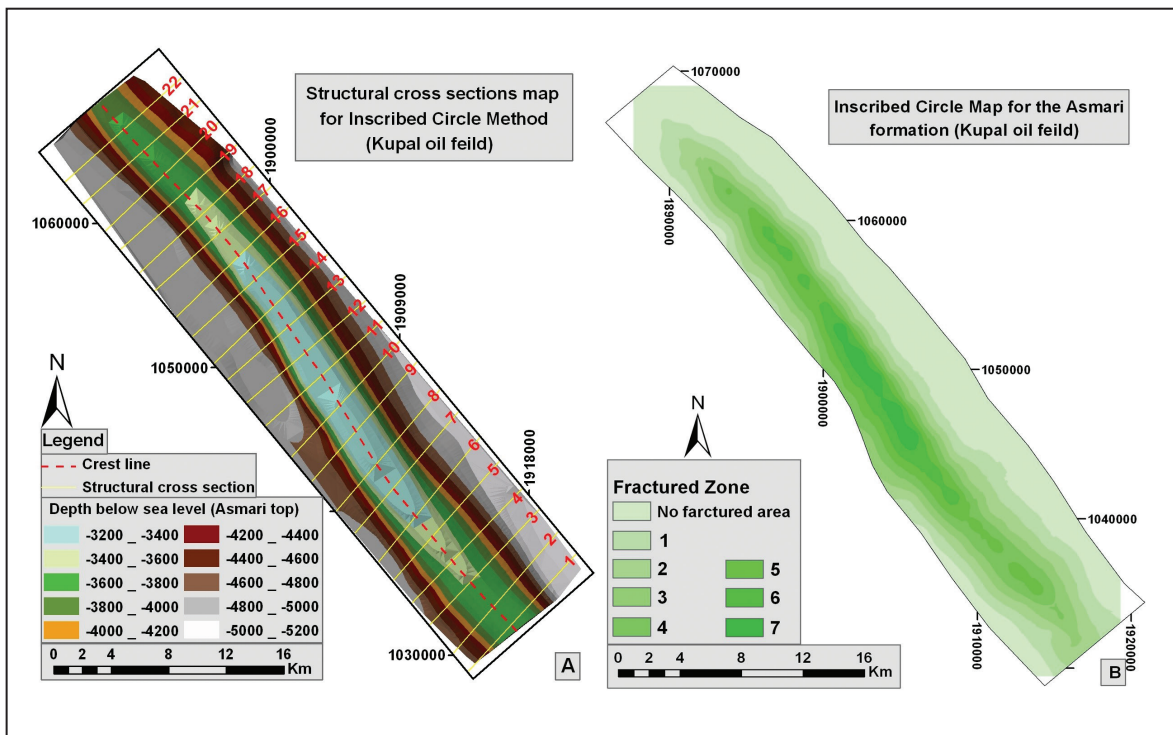 Structural cross sections map
for Inscribed Circle Method
(Kupal oil feild)
22
21
20
19
18
17
16
15
14
13
12
11
10
9
8
7
6
5
4
3
2
1
1900000
1909000
1918000
1060000
1050000
1030000
N
Legend
Crest line
Structural cross section
Depth below sea level (Asmari top)
-3200 _ -3400
-3400 _ -3600
-3600 _ -3800
-3800 _ -4000
-4000 _ -4200
-4200 _ -4400
-4400 _ -4600
-4600 _ -4800
-4800 _ -5000
-5000 _ -5200
0 2 4 8 12 16
Km
A
Inscribed Circle Map for the Asmari
formation (Kupal oil feild)
1070000
1060000
1050000
1040000
1890000
1900000
1910000
1920000
N
Fractured Zone
No farctured area
1
2
3
4
5
6
7
0 2 4 8 12 16
Km
B